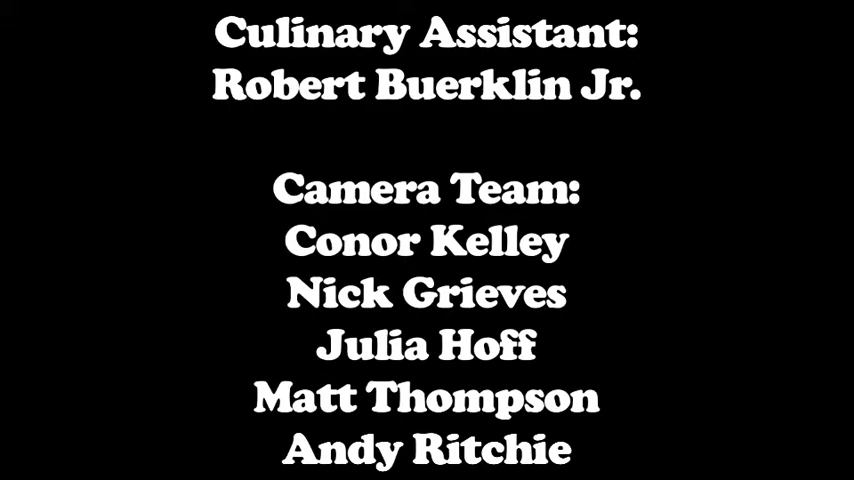 Culinary Assistant:
Robert Buerklin Jr.
Camera Team:
Conor Kelley
Nick Grieves
Julia Hoff
Matt Thompson
Andy Ritchie